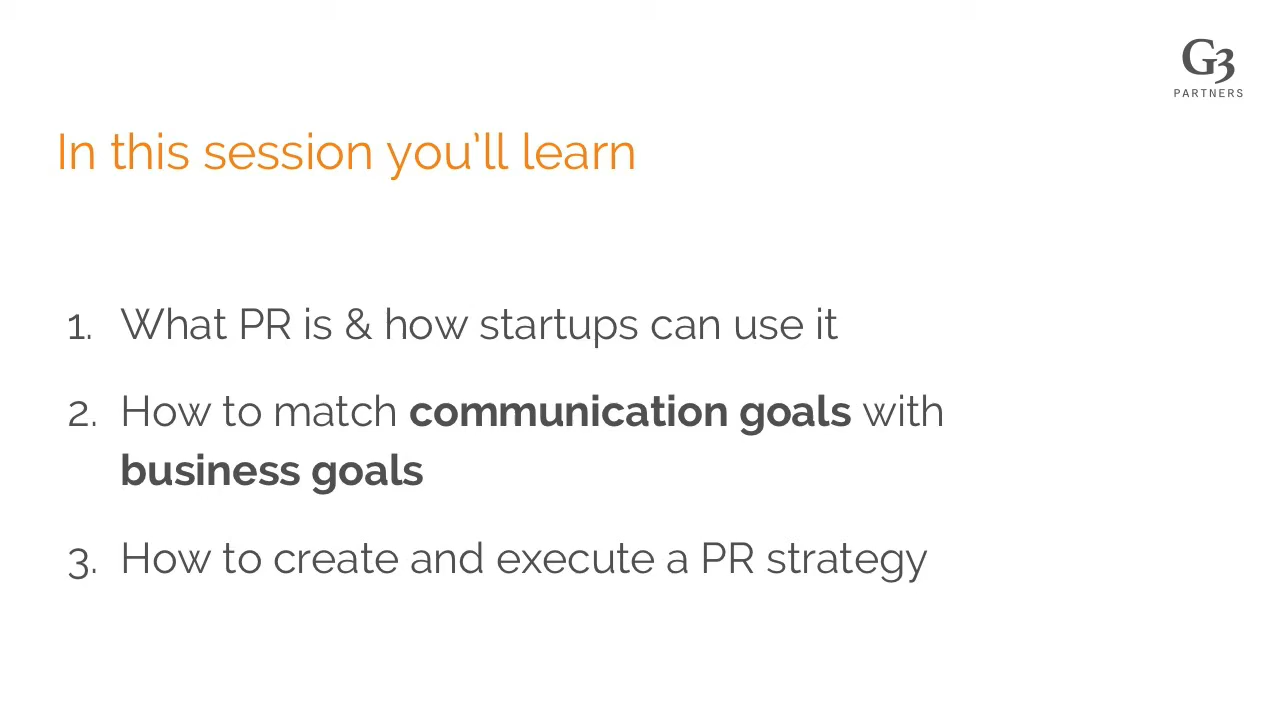 G3
PARTNERS
In this session you'll learn
1. What PR is & how startups can use it
2. How to match communication goals with
business goals
3. How to create and execute a PR strategy